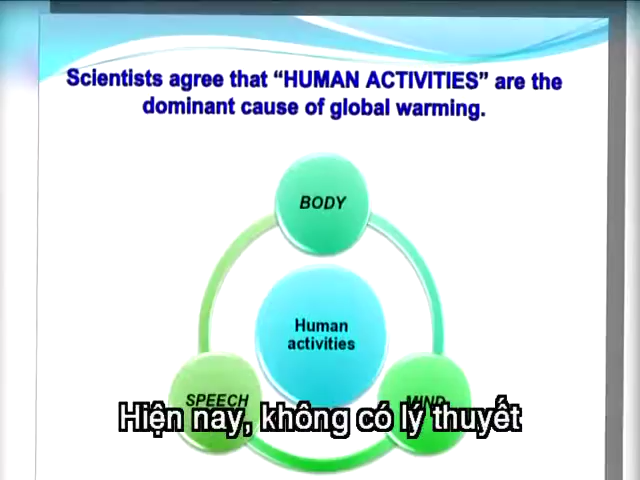 Scientists agree that “HUMAN ACTIVITIES” are the
dominant cause of global warming.
BODY
Human
activities
SPEECH
MIND
Hiện nay, không có lý thuyết